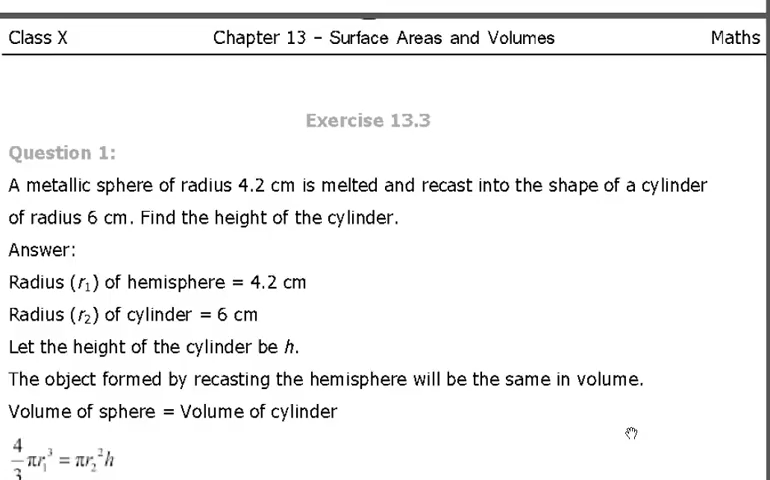 Class X Chapter 13 – Surface Areas and Volumes Maths
Exercise 13.3
Question 1:
A metallic sphere of radius 4.2 cm is melted and recast into the shape of a cylinder
of radius 6 cm. Find the height of the cylinder.
Answer:
Radius (r₁) of hemisphere = 4.2 cm
Radius (r₂) of cylinder = 6 cm
Let the height of the cylinder be h.
The object formed by recasting the hemisphere will be the same in volume.
Volume of sphere = Volume of cylinder
4/3 πr₁³ = πr₂²h